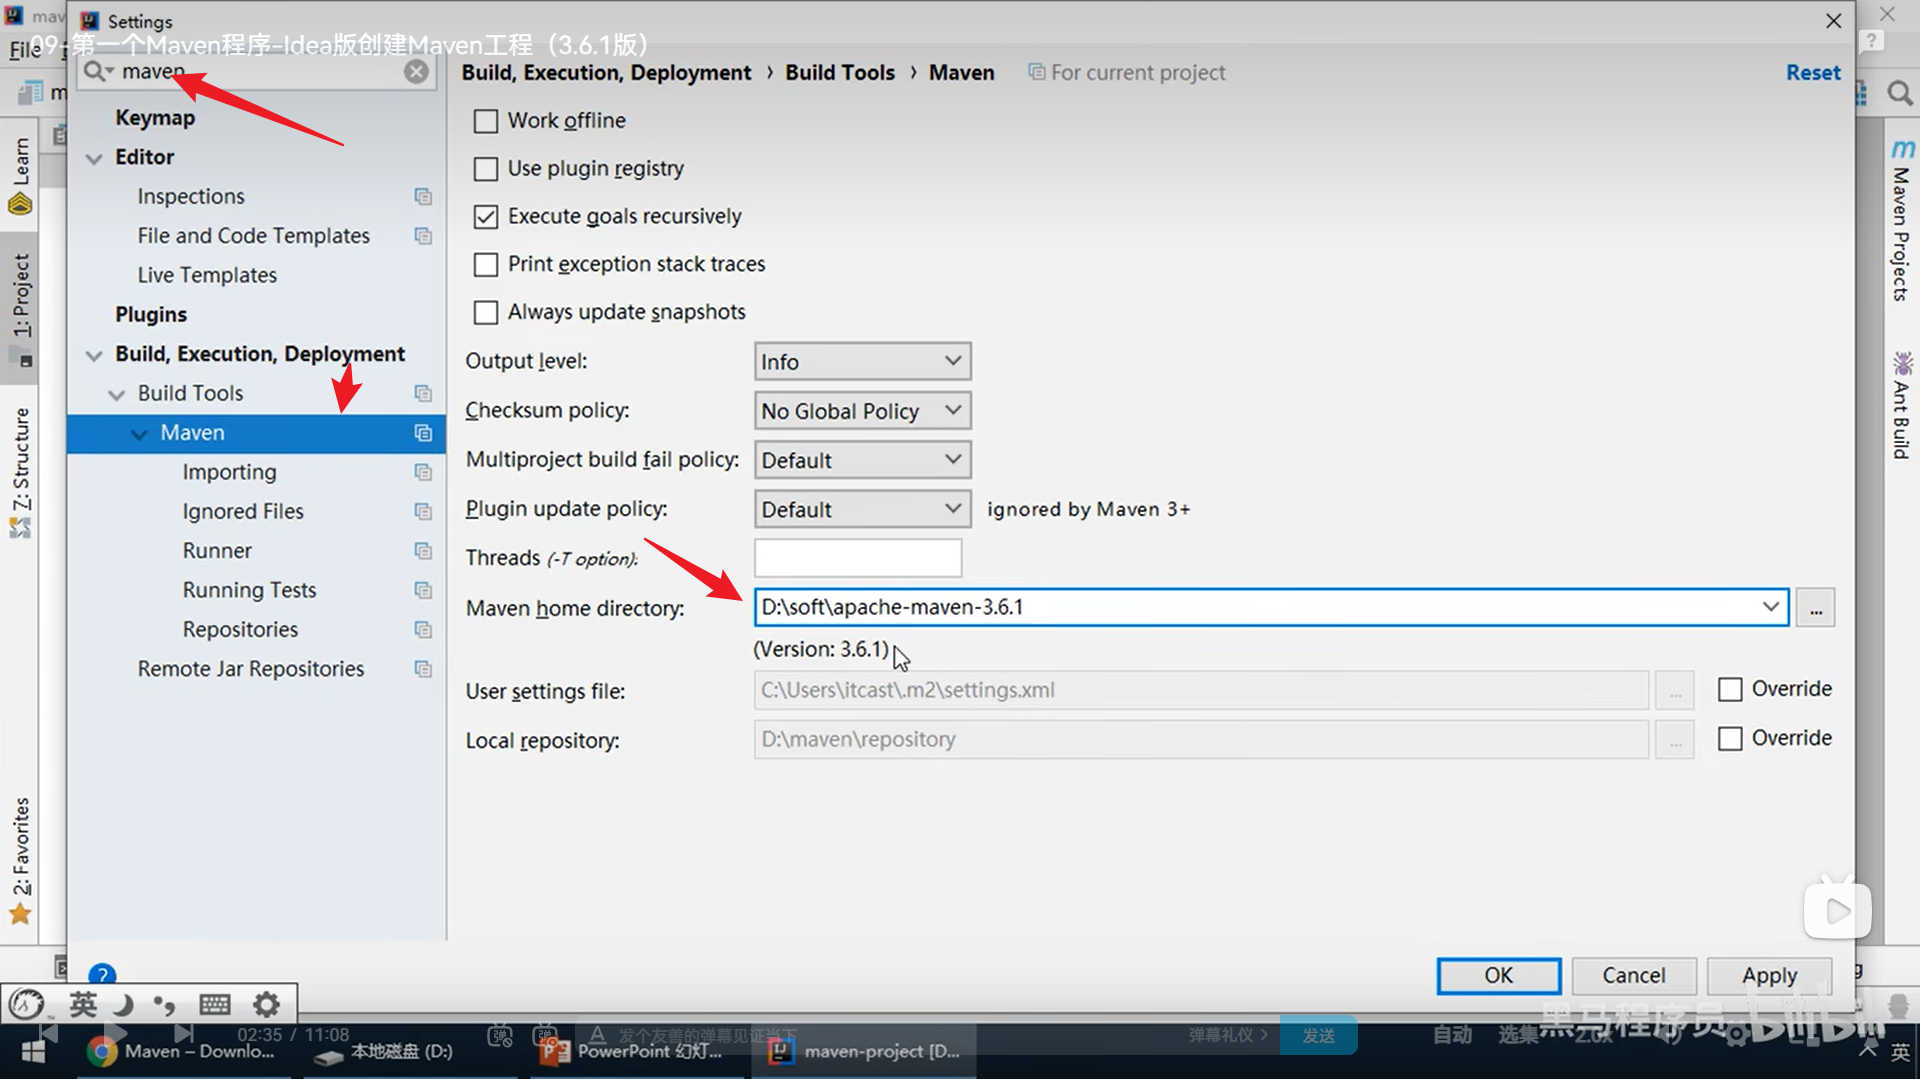 mav
Settings
File
09-第一个Maven程序-Idea版创建Maven工程（3.6.1版）
maven
Build, Execution, Deployment › Build Tools › Maven
For current project
Reset
m
Keymap
Editor
Inspections
File and Code Templates
Live Templates
Plugins
Build, Execution, Deployment
Build Tools
Maven
Importing
Ignored Files
Runner
Running Tests
Repositories
Remote Jar Repositories
Learn
1: Project
Z: Structure
2: Favorites
Work offline
Use plugin registry
Execute goals recursively
Print exception stack traces
Always update snapshots
Output level: Info
Checksum policy: No Global Policy
Multiproject build fail policy: Default
Plugin update policy: Default ignored by Maven 3+
Threads (-T option):
Maven home directory: D:\soft\apache-maven-3.6.1 ...
(Version: 3.6.1)
User settings file: C:\Users\itcast\.m2\settings.xml ... Override
Local repository: D:\maven\repository ... Override
m Maven Projects
Ant Build
?
OK
Cancel
Apply
英
黑马程序员
bilibili
02:35 / 11:08
弹
弹
A 发个友善的弹幕见证当下
弹幕礼仪 >
发送
自动
选集
2.0x
Maven – Downlo...
本地磁盘 (D:)
PowerPoint 幻灯...
maven-project [D...
英